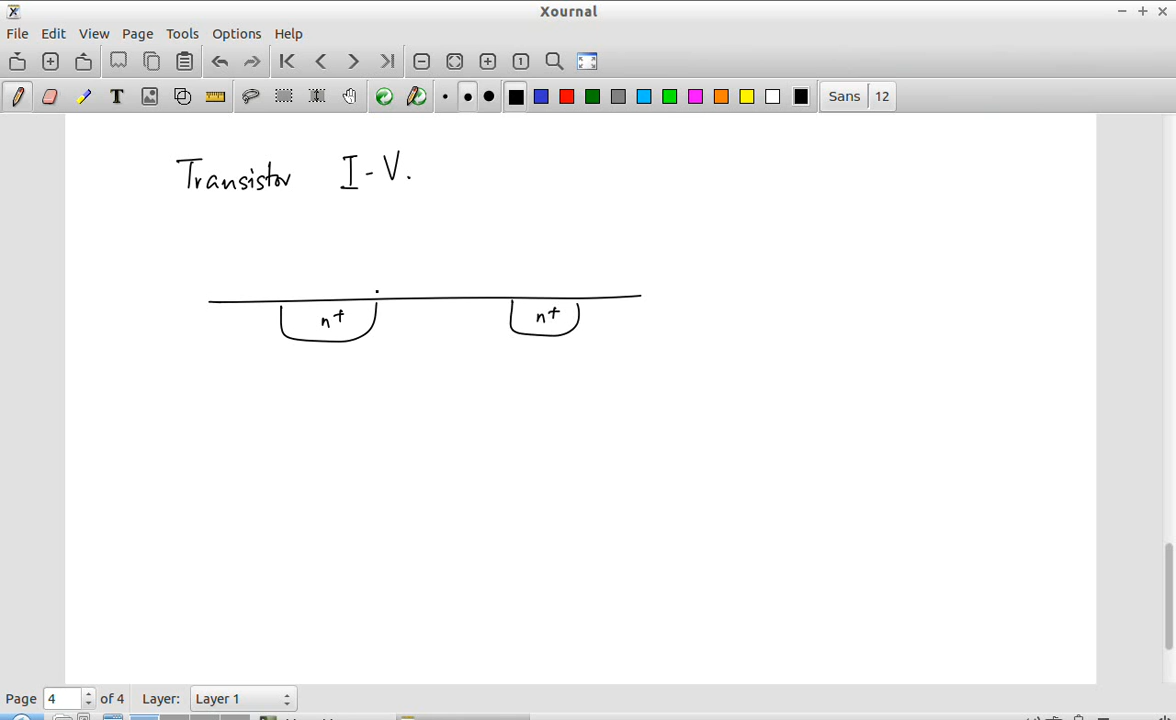 Xournal
File Edit View Page Tools Options Help
T Sans 12
Transistor I-V.
n+ n+
Page 4 of 4 Layer: Layer 1